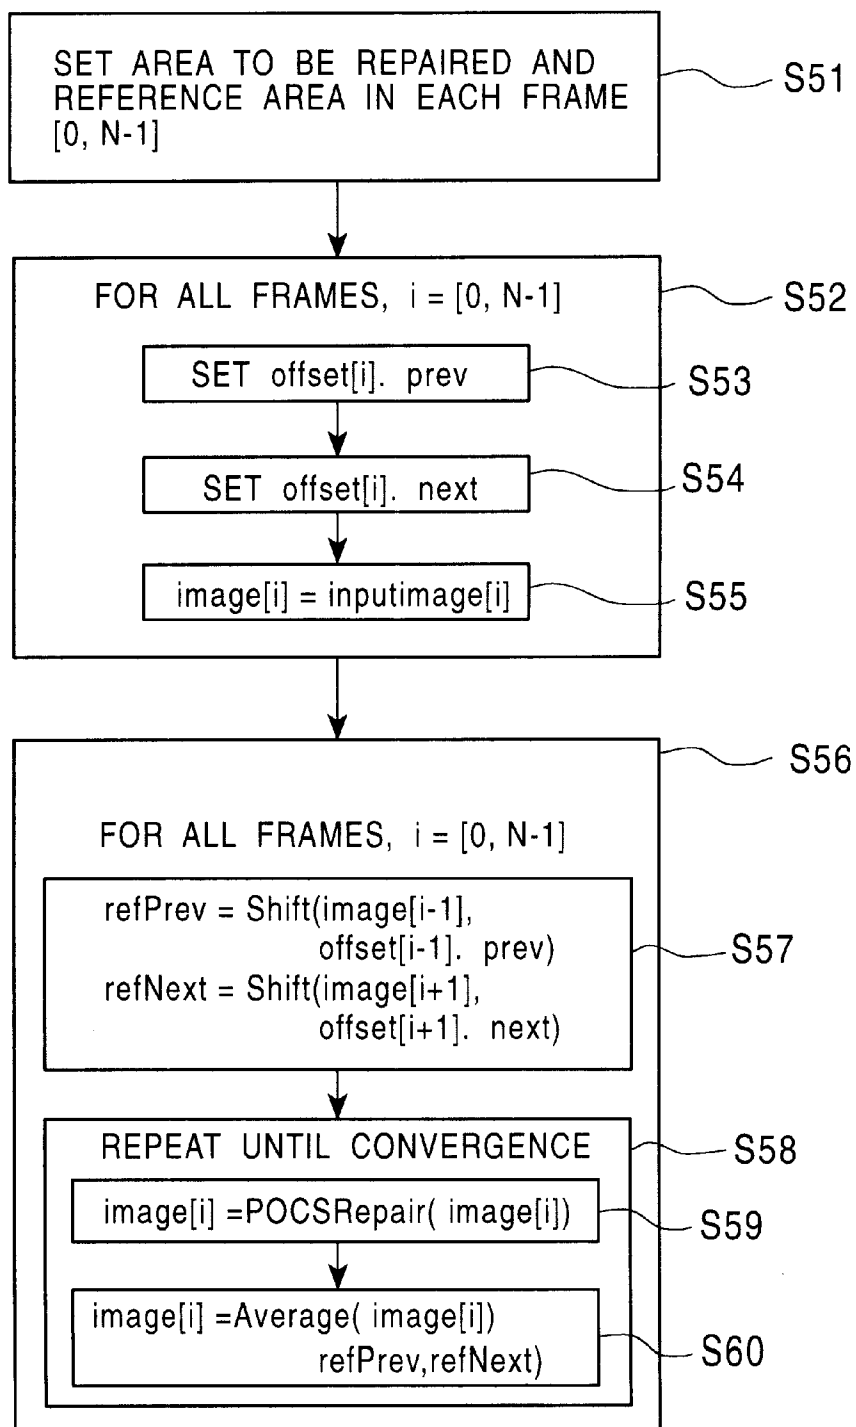 SET AREA TO BE REPAIRED AND
REFERENCE AREA IN EACH FRAME
[0, N-1]
S51
FOR ALL FRAMES, i = [0, N-1]
S52
SET offset[i]. prev
S53
SET offset[i]. next
S54
image[i] = inputimage[i]
S55
S56
FOR ALL FRAMES, i = [0, N-1]
refPrev = Shift(image[i-1],
offset[i-1]. prev)
refNext = Shift(image[i+1],
offset[i+1]. next)
S57
REPEAT UNTIL CONVERGENCE
S58
image[i] =POCSRepair( image[i])
S59
image[i] =Average( image[i])
refPrev,refNext)
S60